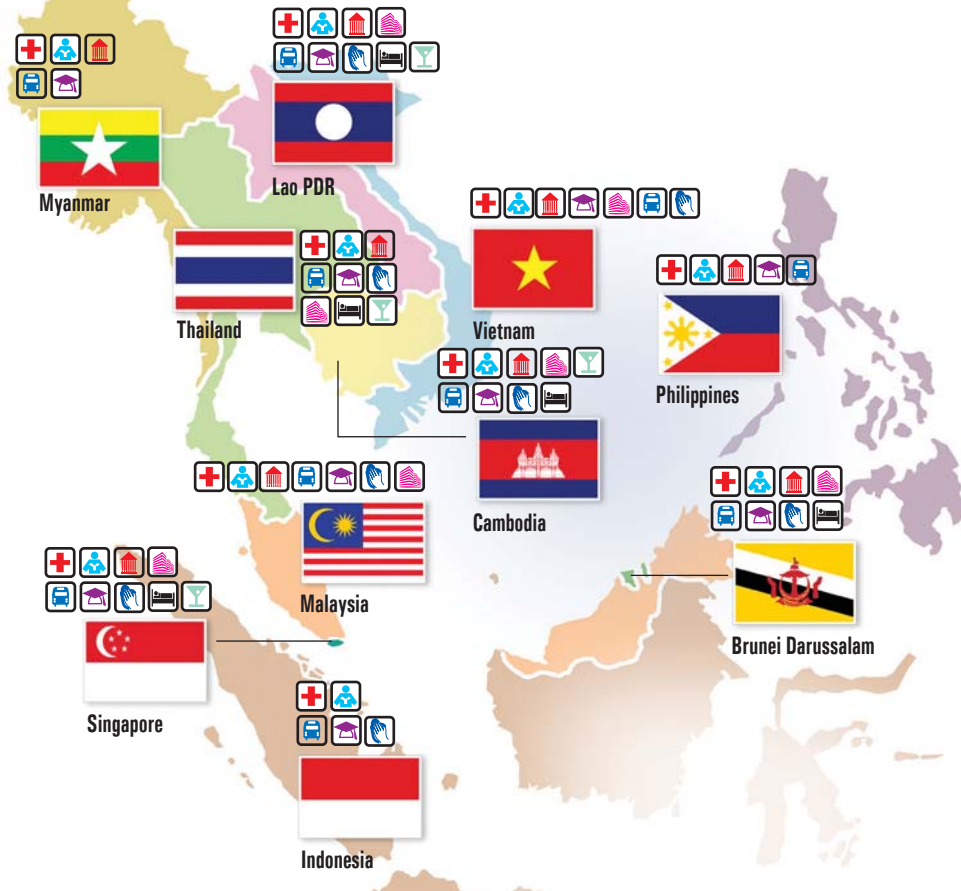 Myanmar
Lao PDR
Thailand
Vietnam
Philippines
Cambodia
Malaysia
Brunei Darussalam
Singapore
Indonesia